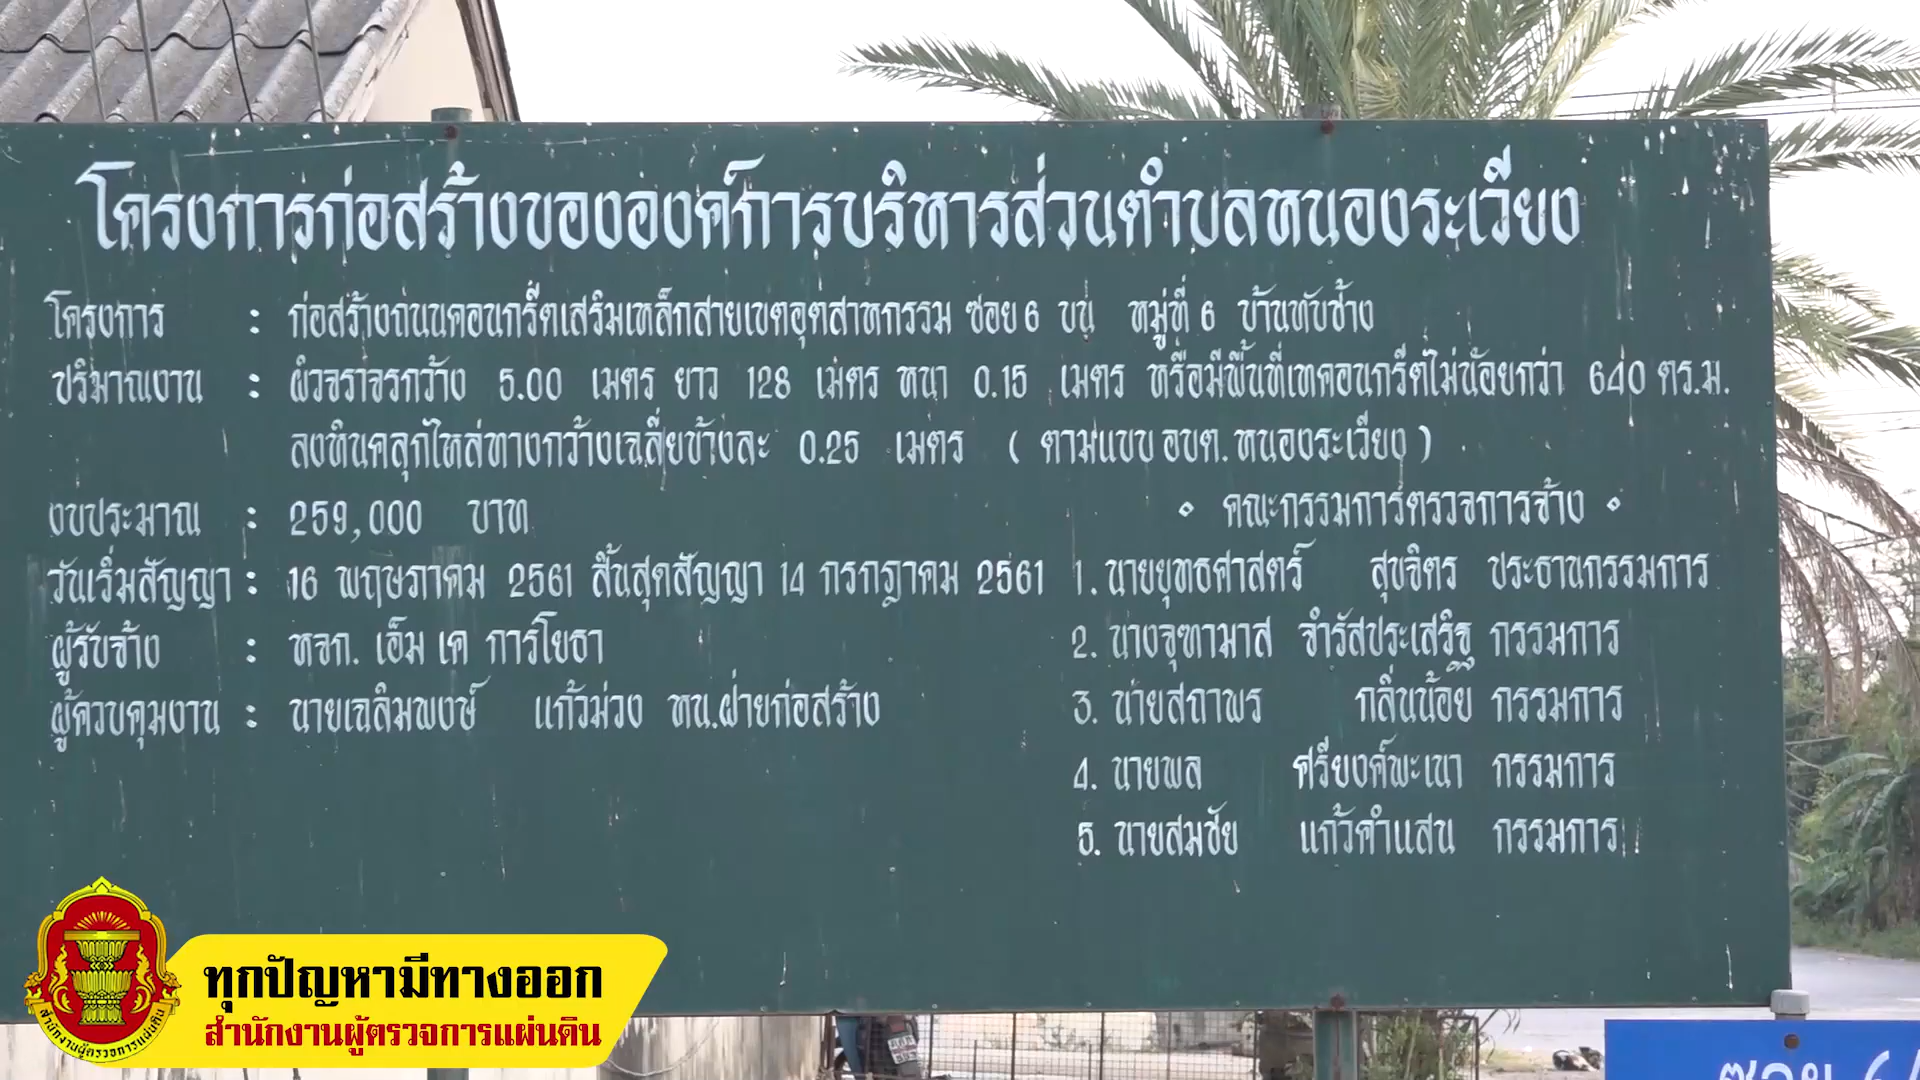 โครงการก่อสร้างขององค์การบริหารส่วนตำบลหนองระเวียง
โครงการ : ก่อสร้างถนนคอนกรีตเสริมเหล็กสายเขตอุตสาหกรรม ซอย 6 บน หมู่ที่ 6 บ้านทับช้าง
ปริมาณงาน : ผิวจราจรกว้าง 5.00 เมตร ยาว 128 เมตร หนา 0.15 เมตร หรือมีพื้นที่เทคอนกรีตไม่น้อยกว่า 640 ตร.ม.
ลงหินคลุกไหล่ทางกว้างเฉลี่ยข้างละ 0.25 เมตร ( ตามแบบ อบต. หนองระเวียง )
งบประมาณ : 259,000 บาท
วันเริ่มสัญญา : 16 พฤษภาคม 2561 สิ้นสุดสัญญา 14 กรกฎาคม 2561
ผู้รับจ้าง : หจก. เอ็ม เค การโยธา
ผู้ควบคุมงาน : นายเฉลิมพงษ์ แก้วม่วง หน.ฝ่ายก่อสร้าง
คณะกรรมการตรวจการจ้าง
1. นายยุทธศาสตร์ สุขจิตร ประธานกรรมการ
2. นางจุฑามาส จำรัสประเสริฐ กรรมการ
3. นายสถาพร กลิ่นน้อย กรรมการ
4. นายพล ศรียงค์พะเนา กรรมการ
5. นายสมชัย แก้วคำแสน กรรมการ
ทุกปัญหามีทางออก
สำนักงานผู้ตรวจการแผ่นดิน
สำนักงานผู้ตรวจการแผ่นดิน
ซอย 6/